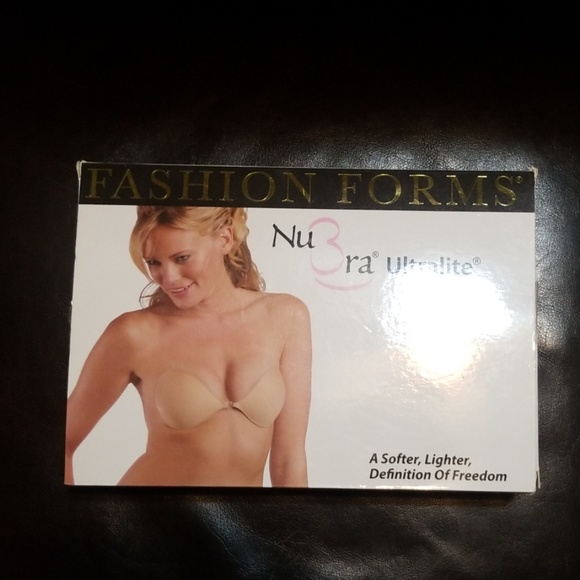 FASHION FORMS®
NuBra® Ultralite®
A Softer, Lighter,
Definition Of Freedom